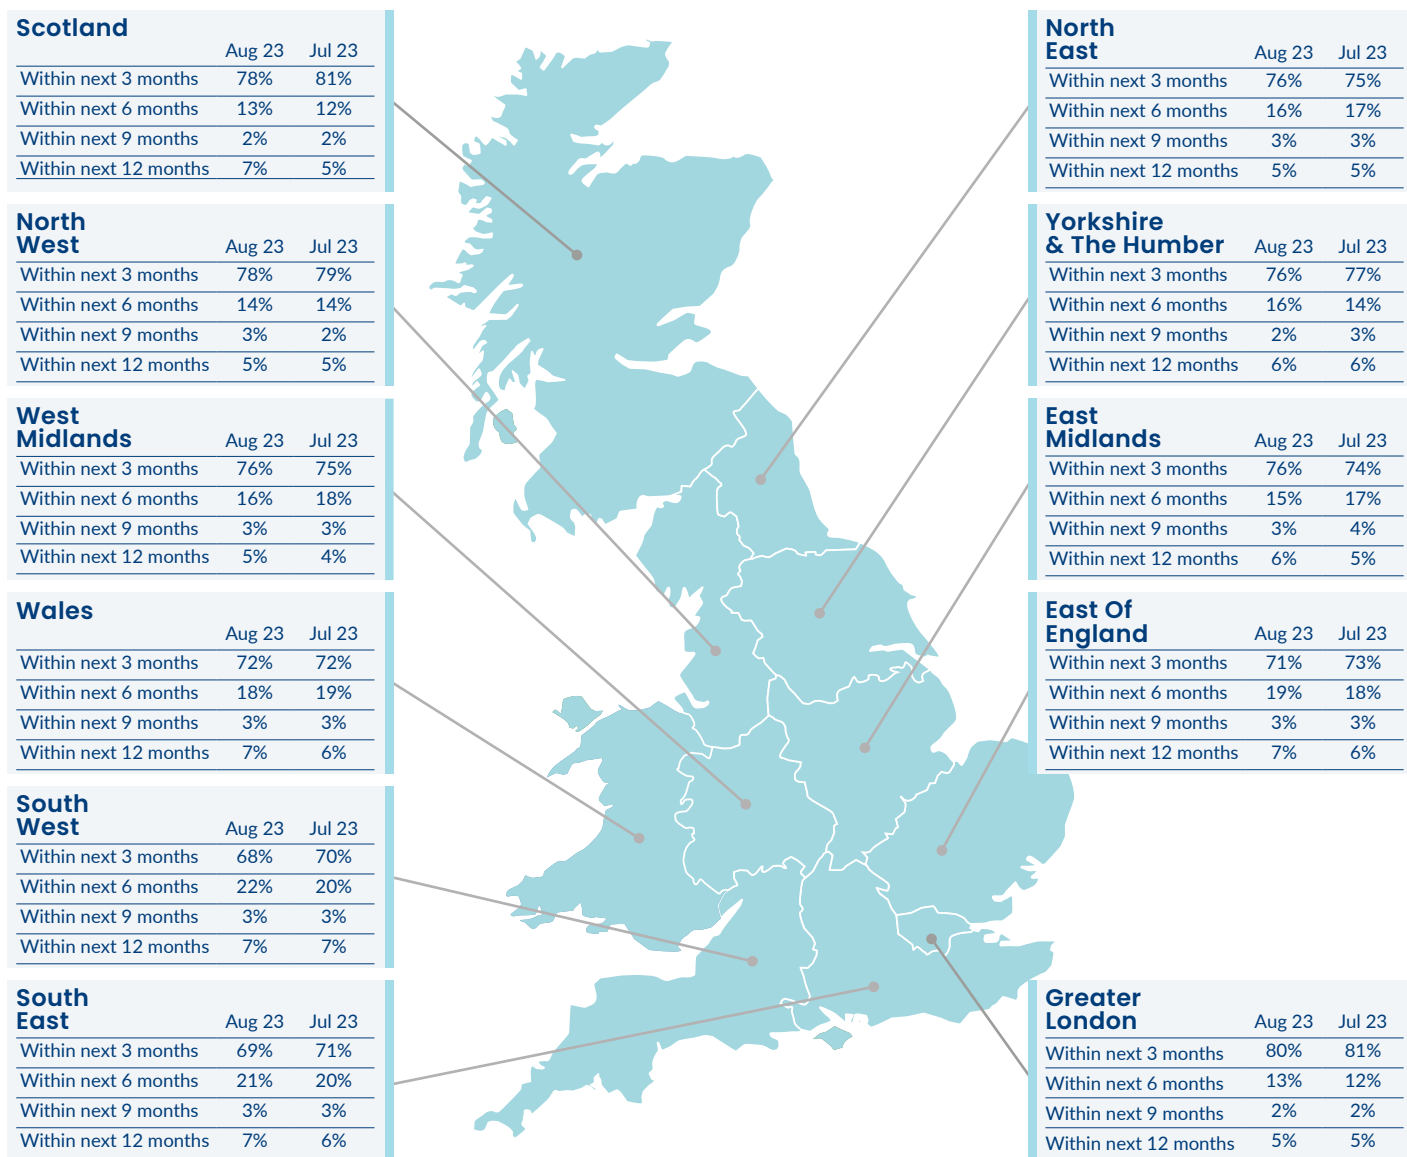 Scotland
Aug 23 Jul 23
Within next 3 months 78% 81%
Within next 6 months 13% 12%
Within next 9 months 2% 2%
Within next 12 months 7% 5%
North
West Aug 23 Jul 23
Within next 3 months 78% 79%
Within next 6 months 14% 14%
Within next 9 months 3% 2%
Within next 12 months 5% 5%
West
Midlands Aug 23 Jul 23
Within next 3 months 76% 75%
Within next 6 months 16% 18%
Within next 9 months 3% 3%
Within next 12 months 5% 4%
Wales
Aug 23 Jul 23
Within next 3 months 72% 72%
Within next 6 months 18% 19%
Within next 9 months 3% 3%
Within next 12 months 7% 6%
South
West Aug 23 Jul 23
Within next 3 months 68% 70%
Within next 6 months 22% 20%
Within next 9 months 3% 3%
Within next 12 months 7% 7%
South
East Aug 23 Jul 23
Within next 3 months 69% 71%
Within next 6 months 21% 20%
Within next 9 months 3% 3%
Within next 12 months 7% 6%
North
East Aug 23 Jul 23
Within next 3 months 76% 75%
Within next 6 months 16% 17%
Within next 9 months 3% 3%
Within next 12 months 5% 5%
Yorkshire
& The Humber Aug 23 Jul 23
Within next 3 months 76% 77%
Within next 6 months 16% 14%
Within next 9 months 2% 3%
Within next 12 months 6% 6%
East
Midlands Aug 23 Jul 23
Within next 3 months 76% 74%
Within next 6 months 15% 17%
Within next 9 months 3% 4%
Within next 12 months 6% 5%
East Of
England Aug 23 Jul 23
Within next 3 months 71% 73%
Within next 6 months 19% 18%
Within next 9 months 3% 3%
Within next 12 months 7% 6%
Greater
London Aug 23 Jul 23
Within next 3 months 80% 81%
Within next 6 months 13% 12%
Within next 9 months 2% 2%
Within next 12 months 5% 5%